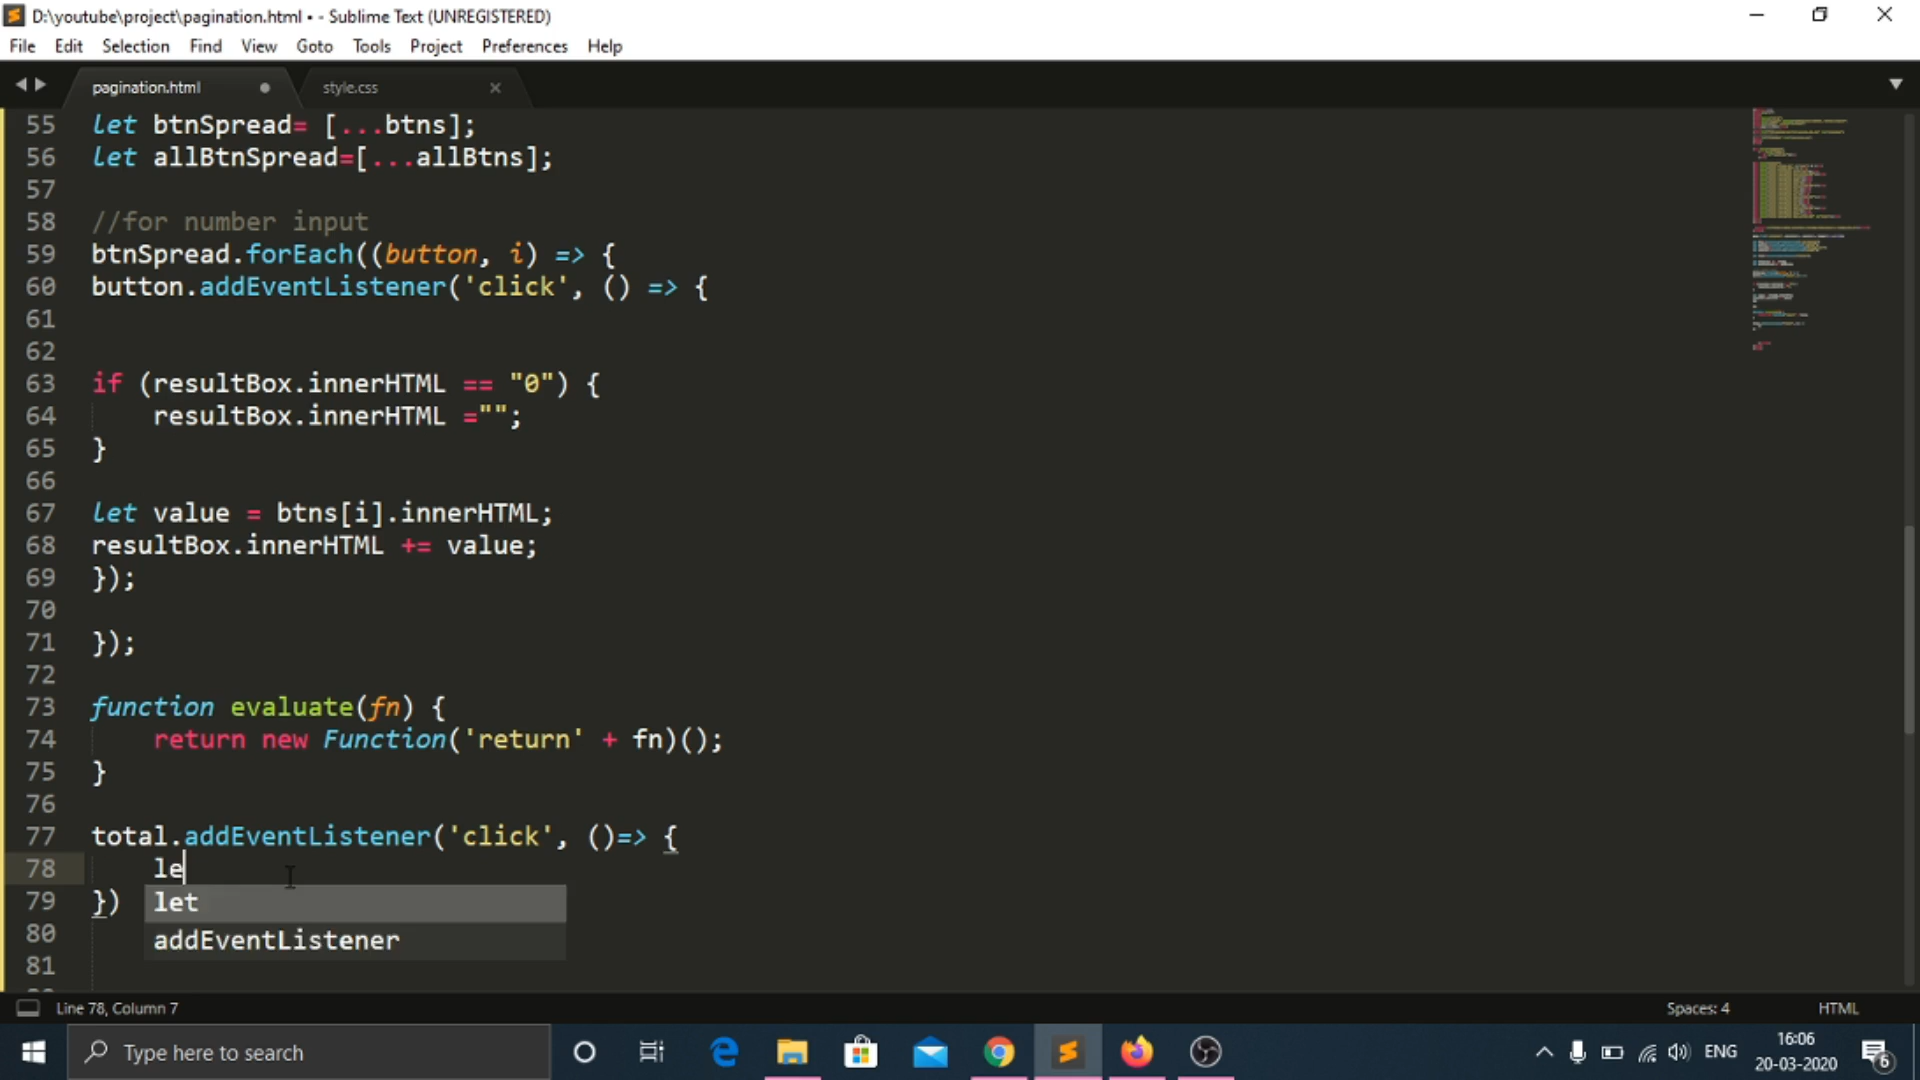 D:\youtube\project\pagination.html • - Sublime Text (UNREGISTERED)
File Edit Selection Find View Goto Tools Project Preferences Help
pagination.html style.css
55 let btnSpread= [...btns];
56 let allBtnSpread=[...allBtns];
57
58 //for number input
59 btnSpread.forEach((button, i) => {
60 button.addEventListener('click', () => {
61
62
63 if (resultBox.innerHTML == "0") {
64     resultBox.innerHTML ="";
65 }
66
67 let value = btns[i].innerHTML;
68 resultBox.innerHTML += value;
69 });
70
71 });
72
73 function evaluate(fn) {
74     return new Function('return' + fn)();
75 }
76
77 total.addEventListener('click', ()=> {
78     le
79 })
let
80
addEventListener
81
Line 78, Column 7 Spaces: 4 HTML
Type here to search
ENG
16:06
20-03-2020
6